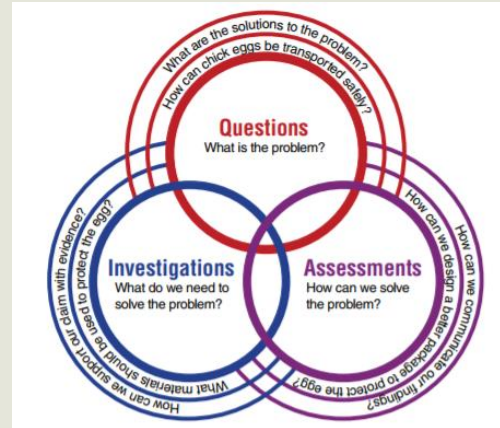 What are the solutions to the problem?
How can chick eggs be transported safely?
Questions
What is the problem?
Investigations
What do we need to
solve the problem?
What materials should be used to protect the egg?
How can we support our claim with evidence?
Assessments
How can we solve
the problem?
How can we design a better package to protect the egg?
How can we communicate our findings?